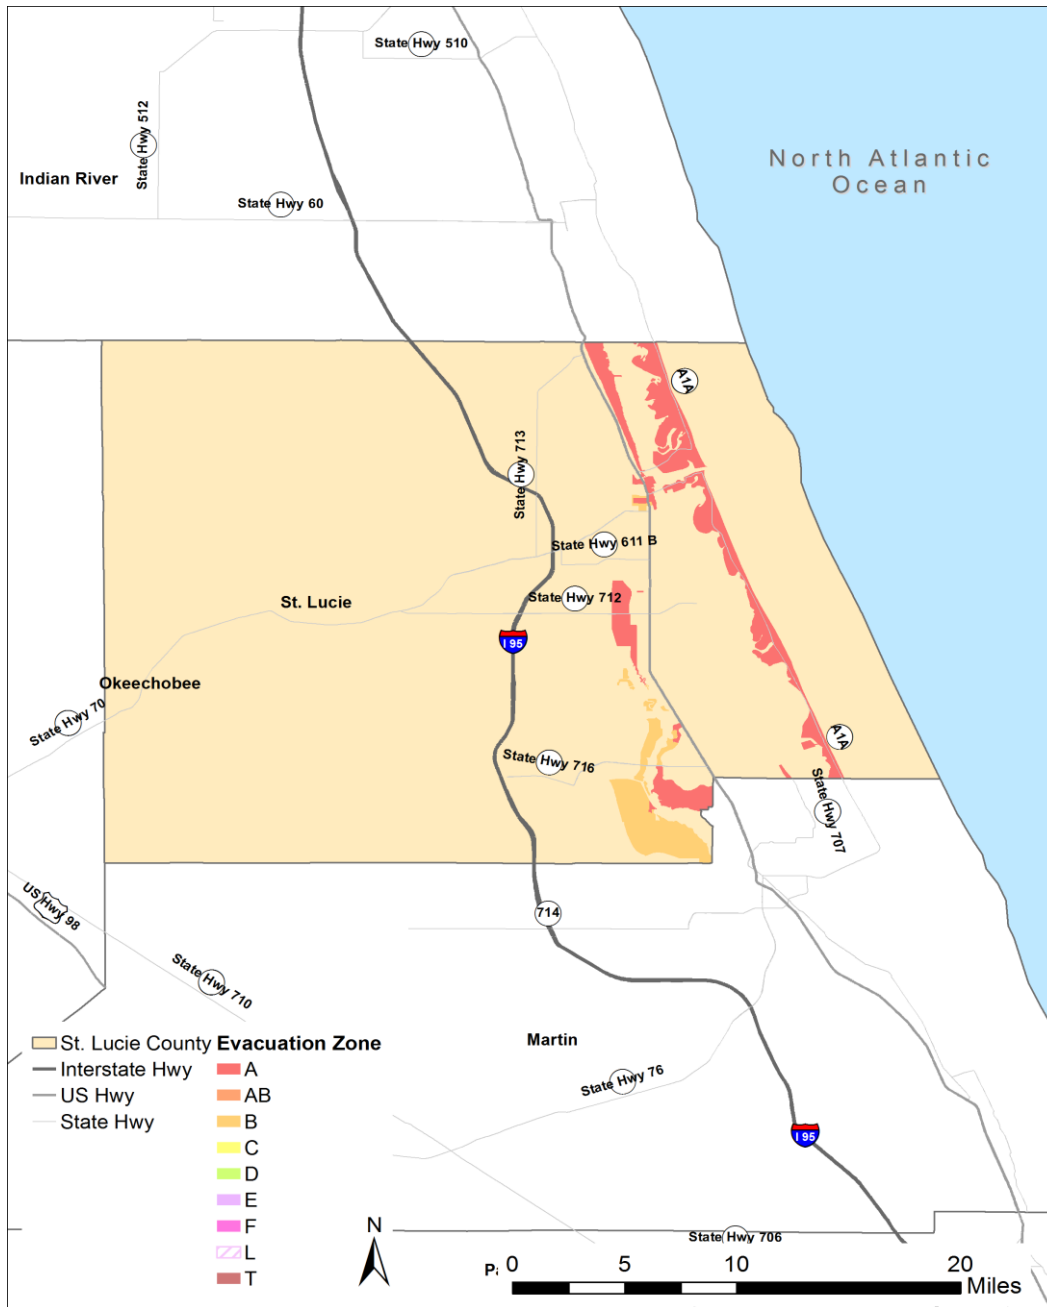 State Hwy 510
State Hwy 512
North Atlantic
Ocean
Indian River
State Hwy 60
A1A
State Hwy 713
State Hwy 611 B
State Hwy 712
St. Lucie
I 95
Okeechobee
State Hwy 70
A1A
State Hwy 716
State Hwy 707
US Hwy 98
714
State Hwy 710
Martin
State Hwy 76
I 95
State Hwy 706
St. Lucie County
Interstate Hwy
US Hwy
State Hwy
Evacuation Zone
A
AB
B
C
D
E
F
L
T
N
0 5 10 20
Miles